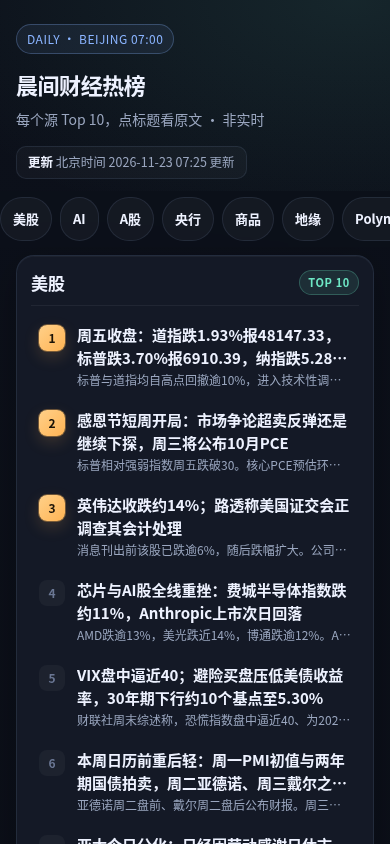 DAILY · BEIJING 07:00
晨间财经热榜
每个源 Top 10，点标题看原文 · 非实时
更新 北京时间 2026-11-23 07:25 更新
美股
AI
A股
央行
商品
地缘
Polyn
美股
TOP 10
1
周五收盘：道指跌1.93%报48147.33，
标普跌3.70%报6910.39，纳指跌5.28…
标普与道指均自高点回撤逾10%，进入技术性调…
2
感恩节短周开局：市场争论超卖反弹还是
继续下探，周三将公布10月PCE
标普相对强弱指数周五跌破30。核心PCE预估环…
3
英伟达收跌约14%；路透称美国证交会正
调查其会计处理
消息刊出前该股已跌逾6%，随后跌幅扩大。公司…
4
芯片与AI股全线重挫：费城半导体指数跌
约11%，Anthropic上市次日回落
AMD跌逾13%，美光跌近14%，博通跌逾12%。A…
5
VIX盘中逼近40；避险买盘压低美债收益
率，30年期下行约10个基点至5.30%
财联社周末综述称，恐慌指数盘中逼近40、为202…
6
本周日历前重后轻：周一PMI初值与两年
期国债拍卖，周二亚德诺、周三戴尔之…
亚德诺周二盘前、戴尔周二盘后公布财报。周三…